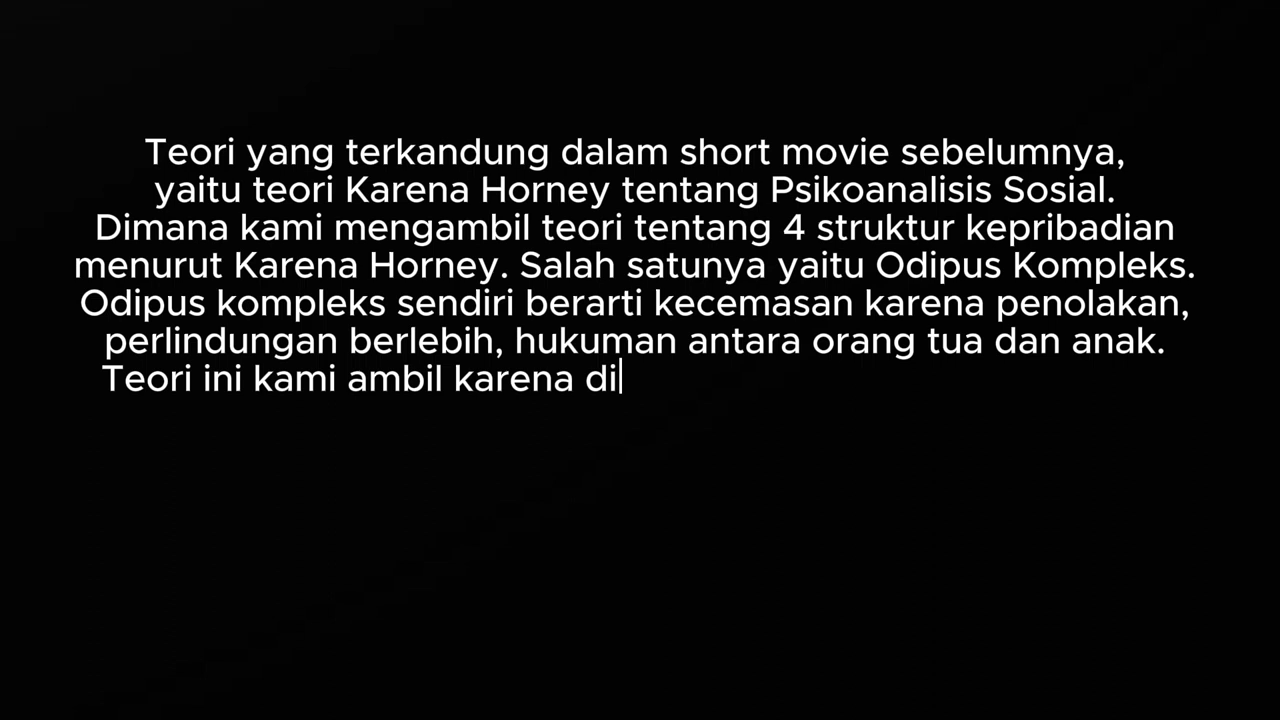 Teori yang terkandung dalam short movie sebelumnya,
yaitu teori Karena Horney tentang Psikoanalisis Sosial.
Dimana kami mengambil teori tentang 4 struktur kepribadian
menurut Karena Horney. Salah satunya yaitu Odipus Kompleks.
Odipus kompleks sendiri berarti kecemasan karena penolakan,
perlindungan berlebih, hukuman antara orang tua dan anak.
Teori ini kami ambil karena di